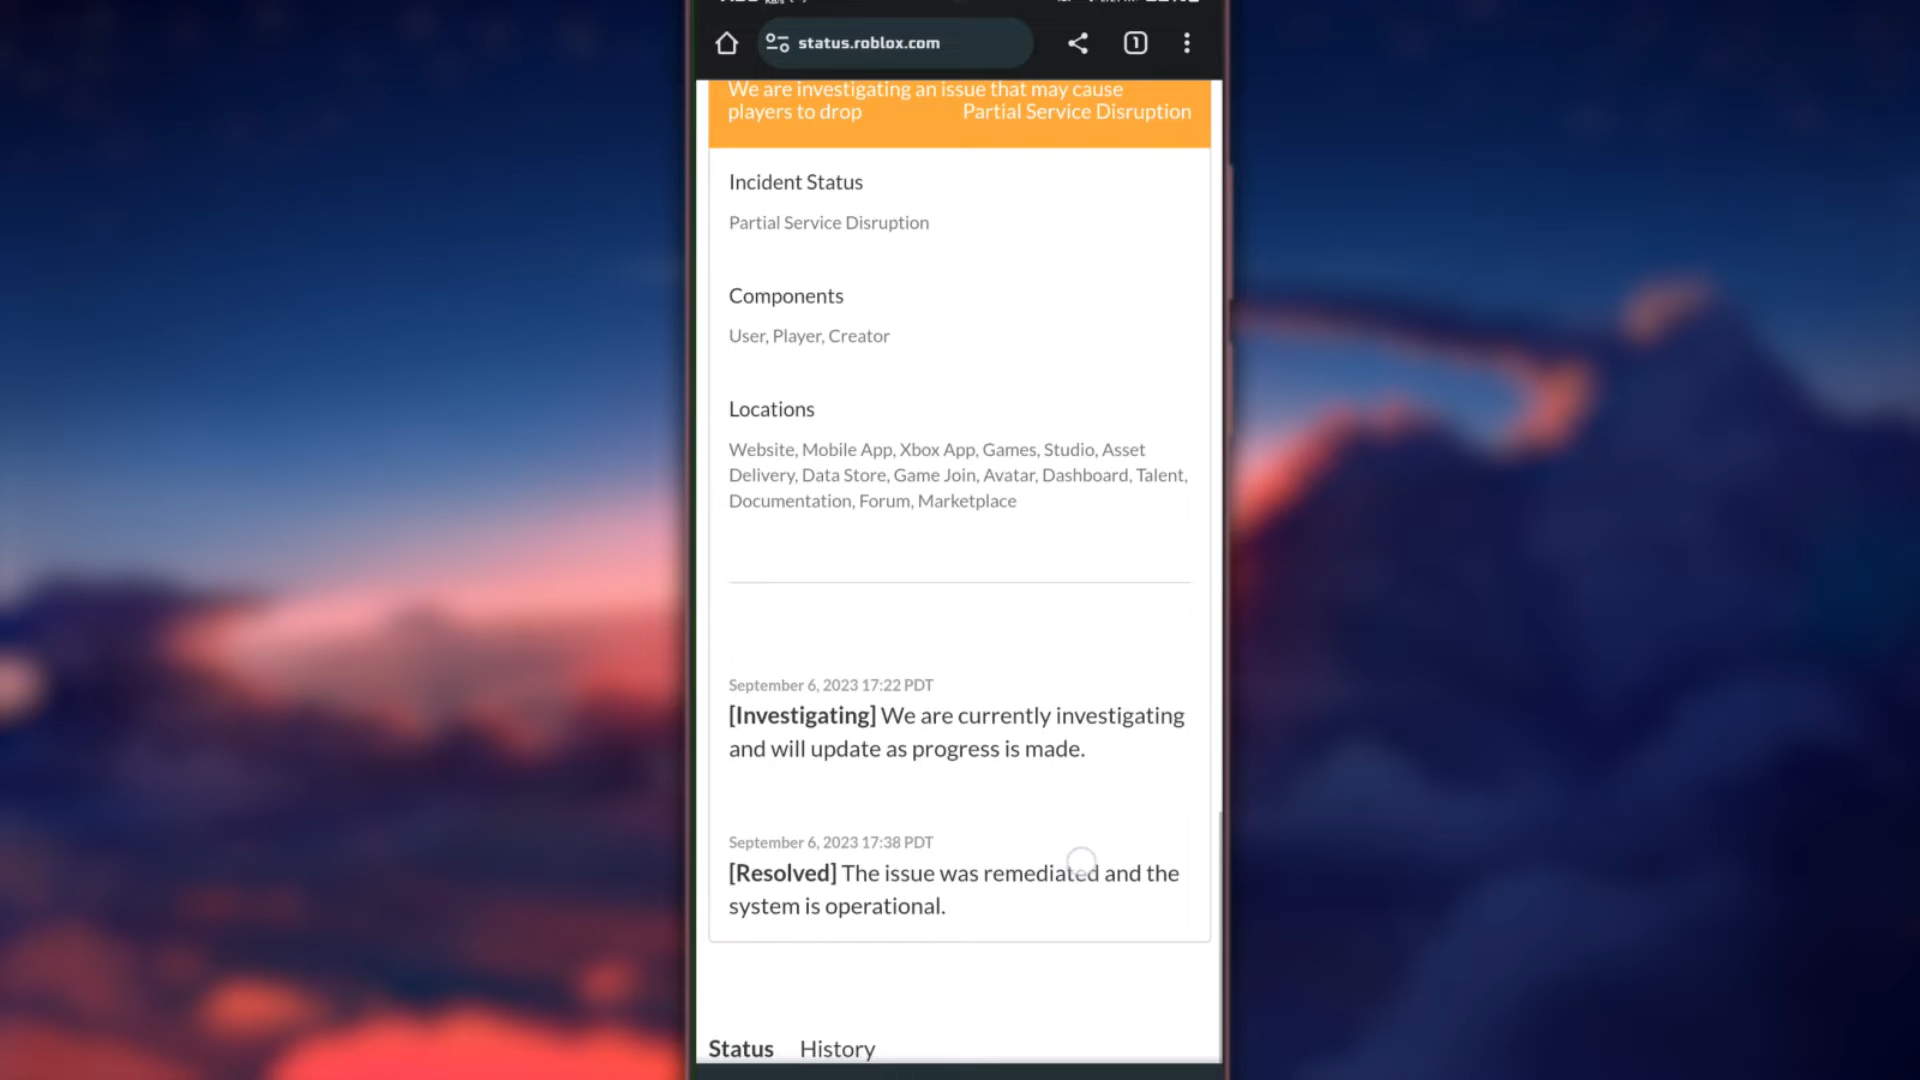 status.roblox.com
1
We are investigating an issue that may cause
players to drop
Partial Service Disruption
Incident Status
Partial Service Disruption
Components
User, Player, Creator
Locations
Website, Mobile App, Xbox App, Games, Studio, Asset
Delivery, Data Store, Game Join, Avatar, Dashboard, Talent,
Documentation, Forum, Marketplace
September 6, 2023 17:22 PDT
[Investigating] We are currently investigating
and will update as progress is made.
September 6, 2023 17:38 PDT
[Resolved] The issue was remediated and the
system is operational.
Status History